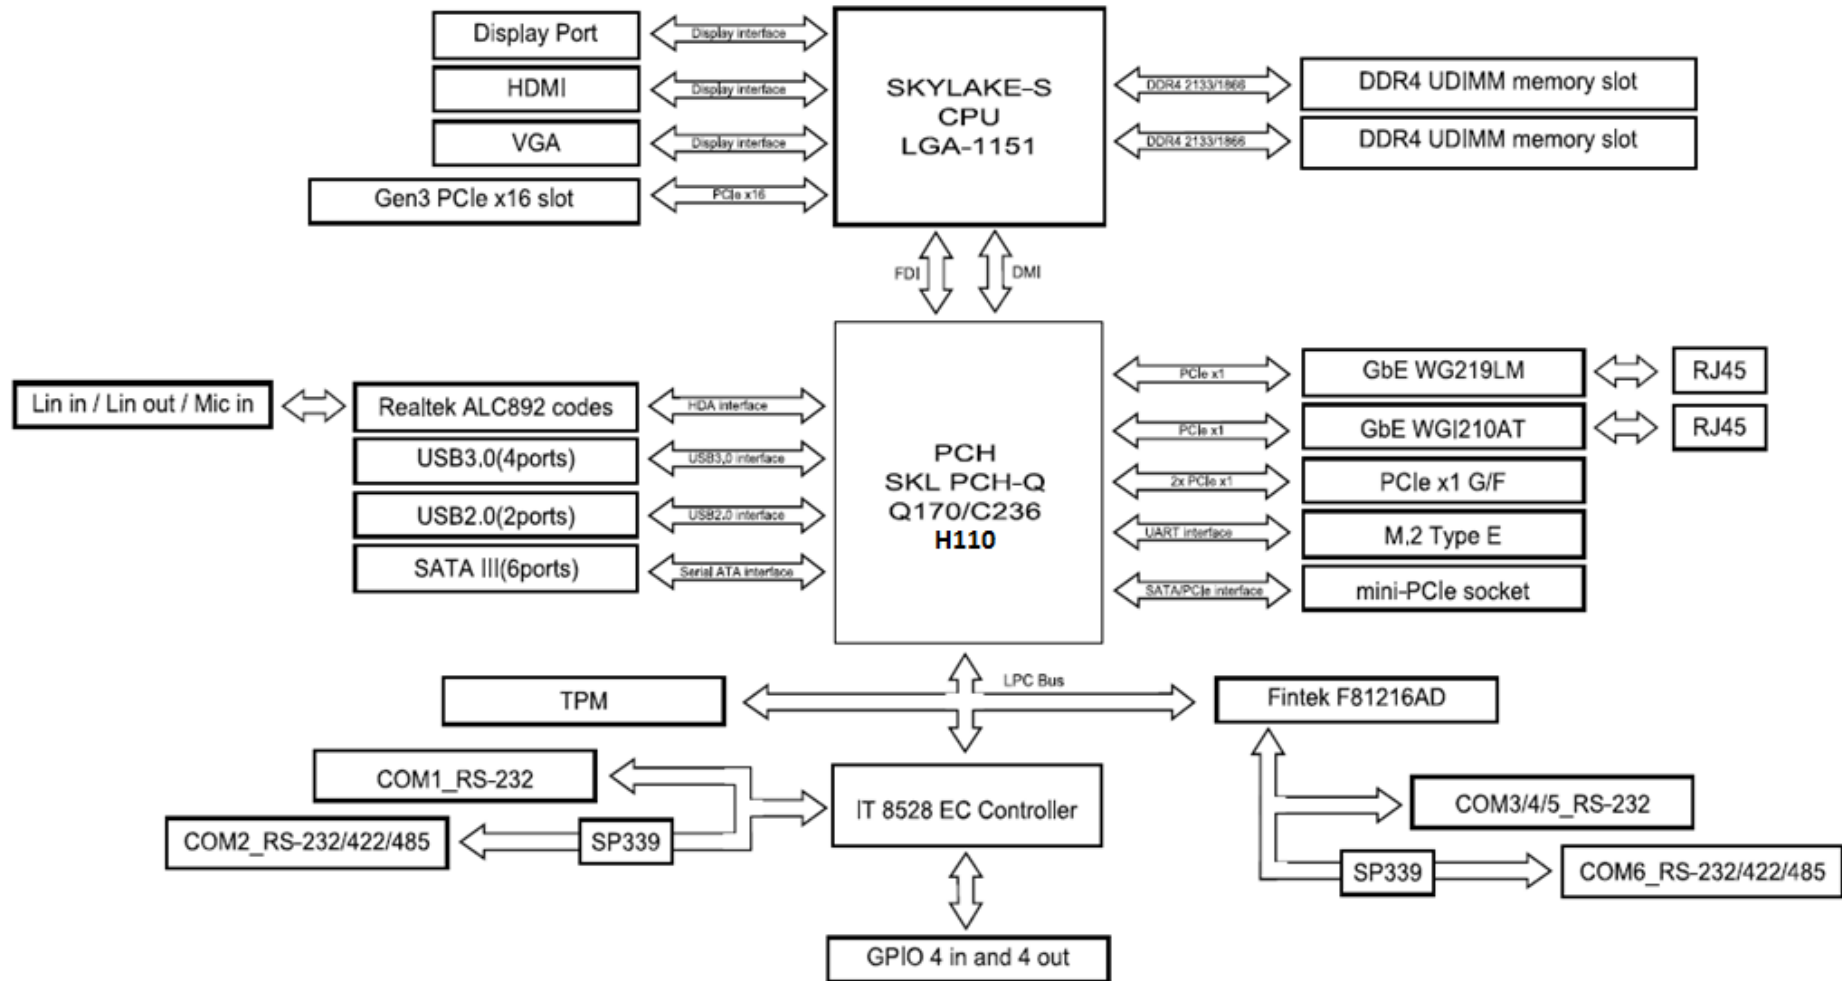 Display Port
Display interface
HDMI
Display interface
VGA
Display interface
Gen3 PCIe x16 slot
PCIe x16
SKYLAKE-S
CPU
LGA-1151
DDR4 2133/1866
DDR4 UDIMM memory slot
DDR4 2133/1866
DDR4 UDIMM memory slot
FDI
DMI
Lin in / Lin out / Mic in
Realtek ALC892 codes
HDA interface
USB3.0(4ports)
USB3.0 interface
USB2.0(2ports)
USB2.0 interface
SATA III(6ports)
Serial ATA interface
PCH
SKL PCH-Q
Q170/C236
H110
PCIe x1
GbE WG219LM
RJ45
PCIe x1
GbE WGI210AT
RJ45
2x PCIe x1
PCIe x1 G/F
UART interface
M.2 Type E
SATA/PCIe interface
mini-PCIe socket
LPC Bus
TPM
Fintek F81216AD
COM1_RS-232
COM2_RS-232/422/485
SP339
IT 8528 EC Controller
COM3/4/5_RS-232
SP339
COM6_RS-232/422/485
GPIO 4 in and 4 out